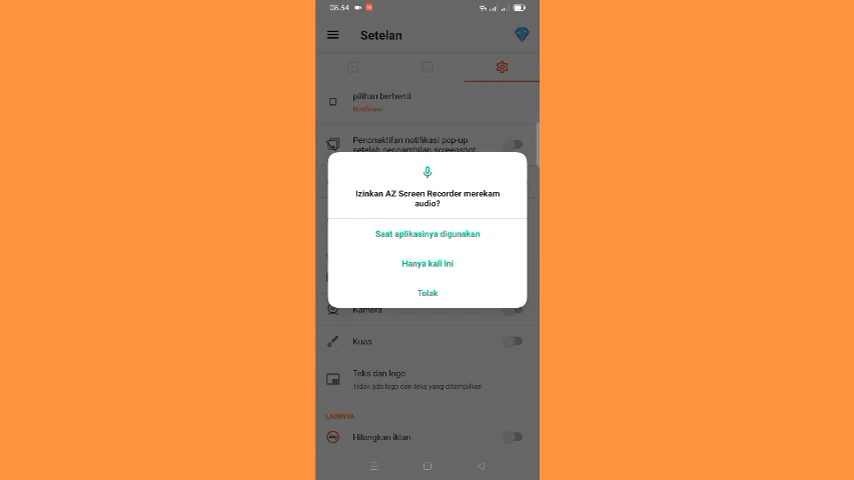 08.34
Setelan
pilihan berhenti
Notifikasi
Penonaktifan notifikasi pop-up
setelah pengambilan screenshot
Izinkan AZ Screen Recorder merekam
audio?
Saat aplikasinya digunakan
Hanya kali ini
Tolak
Kamera
Kuas
Teks dan logo
Tidak ada logo dan teks yang ditampilkan
LAINNYA
Hilangkan iklan